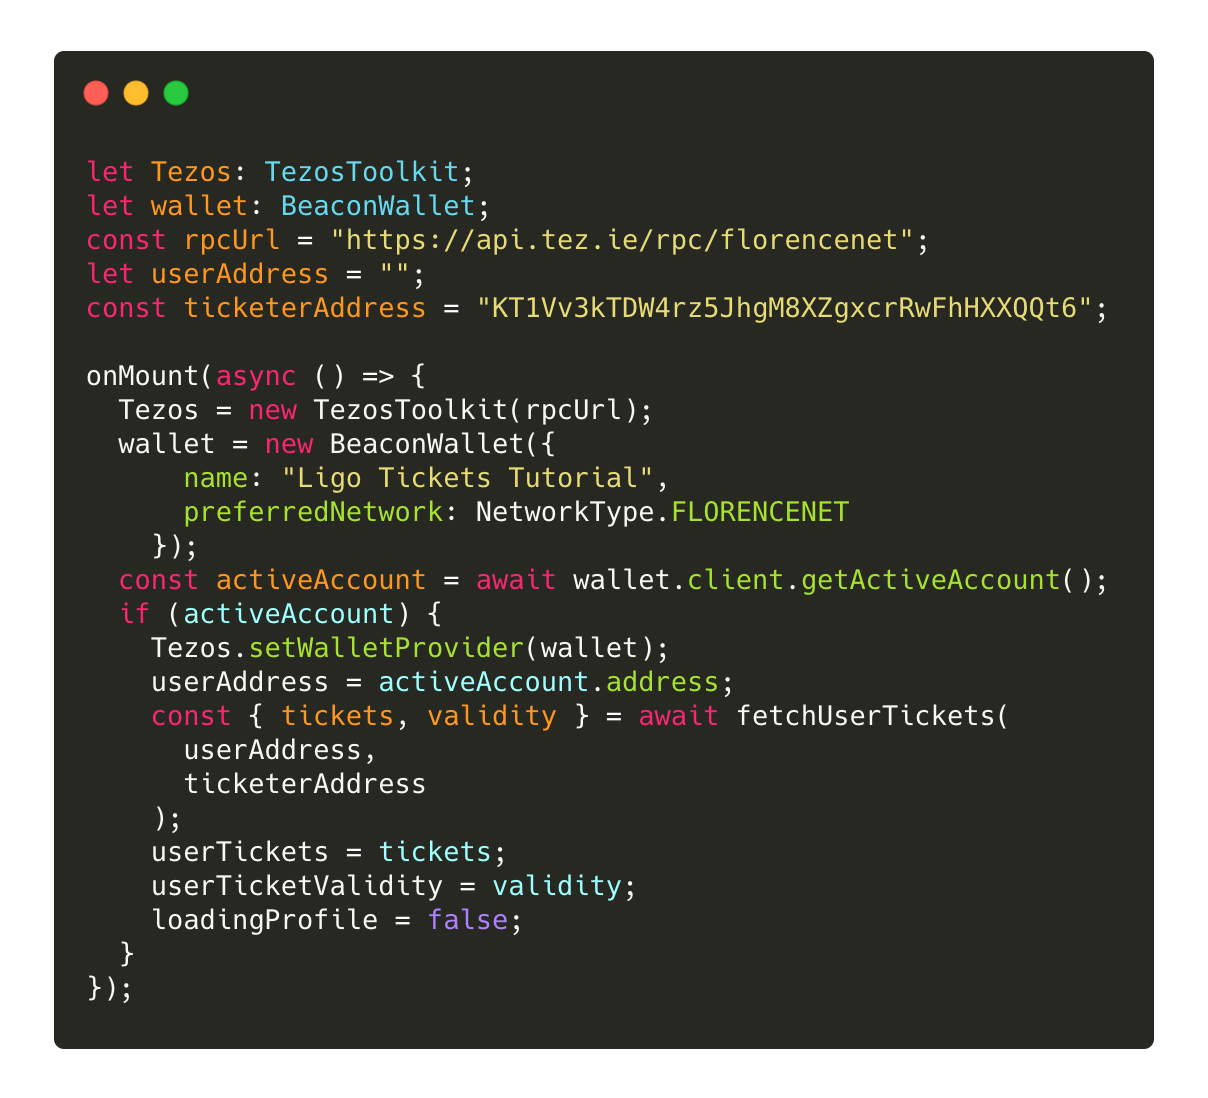 let Tezos: TezosToolkit;
let wallet: BeaconWallet;
const rpcUrl = "https://api.tez.ie/rpc/florencenet";
let userAddress = "";
const ticketerAddress = "KT1Vv3kTDW4rz5JhgM8XZgxcrRwFhHXXQQt6";

onMount(async () => {
  Tezos = new TezosToolkit(rpcUrl);
  wallet = new BeaconWallet({
      name: "Ligo Tickets Tutorial",
      preferredNetwork: NetworkType.FLORENCENET
    });
  const activeAccount = await wallet.client.getActiveAccount();
  if (activeAccount) {
    Tezos.setWalletProvider(wallet);
    userAddress = activeAccount.address;
    const { tickets, validity } = await fetchUserTickets(
      userAddress,
      ticketerAddress
    );
    userTickets = tickets;
    userTicketValidity = validity;
    loadingProfile = false;
  }
});